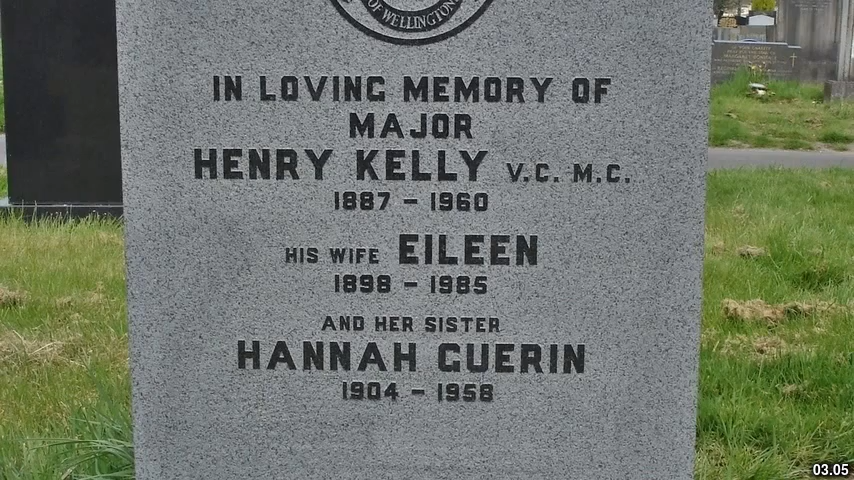 OF WELLINGTON
IN LOVING MEMORY OF
MAJOR
HENRY KELLY V.C. M.C.
1887 - 1960
HIS WIFE EILEEN
1898 - 1985
AND HER SISTER
HANNAH GUERIN
1904 - 1958
03.05